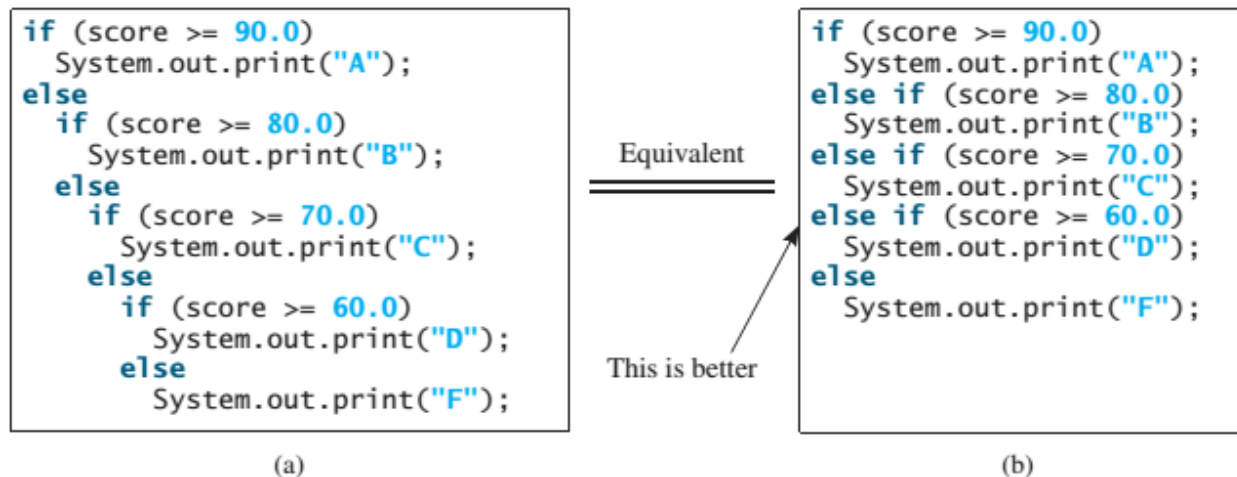 if (score >= 90.0)
  System.out.print("A");
else
  if (score >= 80.0)
    System.out.print("B");
  else
    if (score >= 70.0)
      System.out.print("C");
    else
      if (score >= 60.0)
        System.out.print("D");
      else
        System.out.print("F");
(a)
Equivalent
This is better
if (score >= 90.0)
  System.out.print("A");
else if (score >= 80.0)
  System.out.print("B");
else if (score >= 70.0)
  System.out.print("C");
else if (score >= 60.0)
  System.out.print("D");
else
  System.out.print("F");
(b)